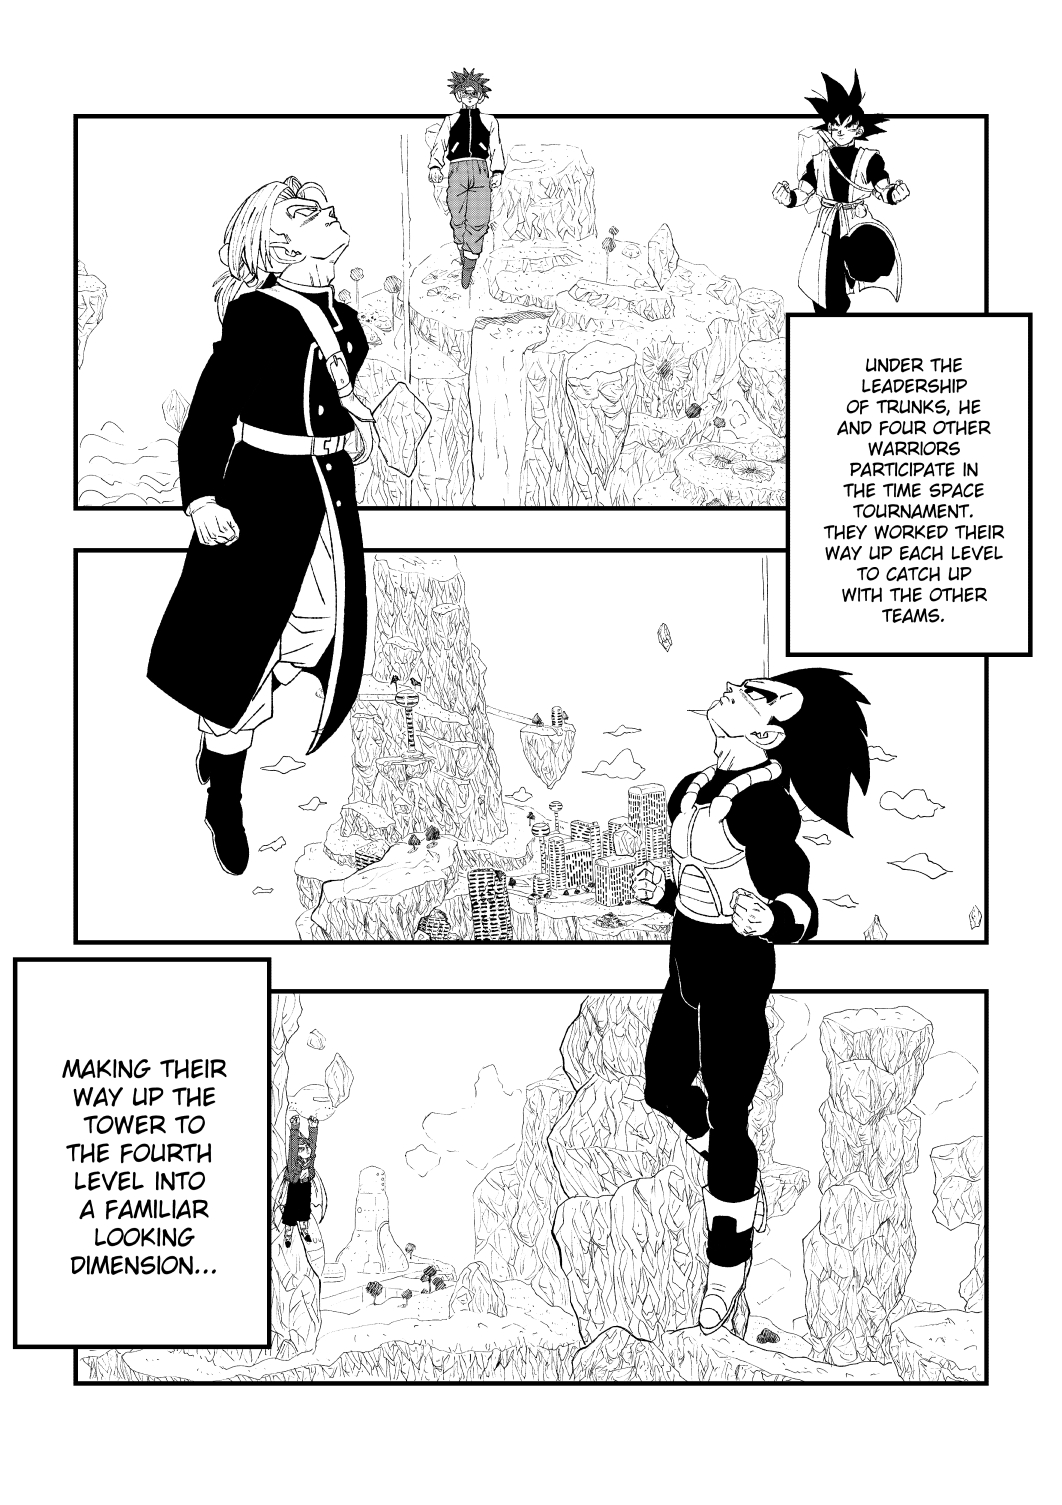 UNDER THE
LEADERSHIP
OF TRUNKS, HE
AND FOUR OTHER
WARRIORS
PARTICIPATE IN
THE TIME SPACE
TOURNAMENT.
THEY WORKED THEIR
WAY UP EACH LEVEL
TO CATCH UP
WITH THE OTHER
TEAMS.
MAKING THEIR
WAY UP THE
TOWER TO
THE FOURTH
LEVEL INTO
A FAMILIAR
LOOKING
DIMENSION...